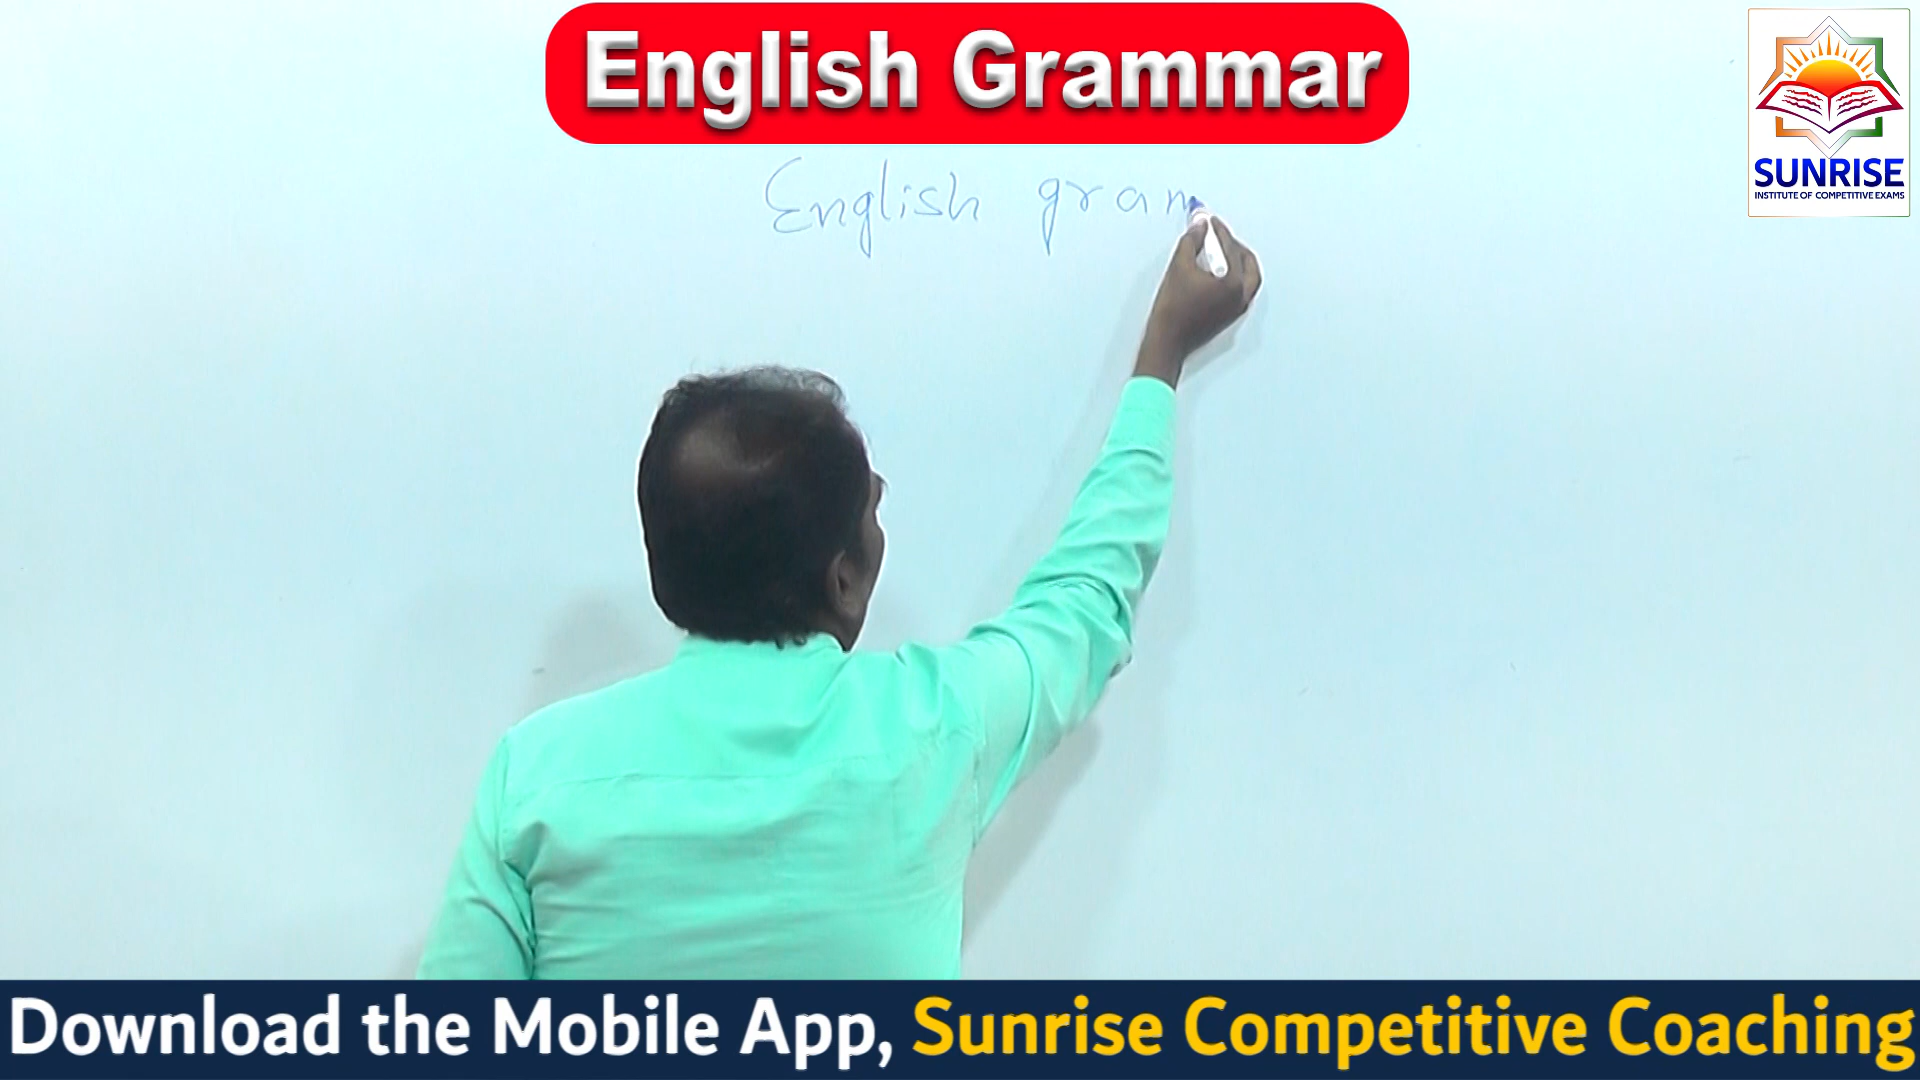 English Grammar
SUNRISE
INSTITUTE OF COMPETITIVE EXAMS
English gram
Download the Mobile App, Sunrise Competitive Coaching